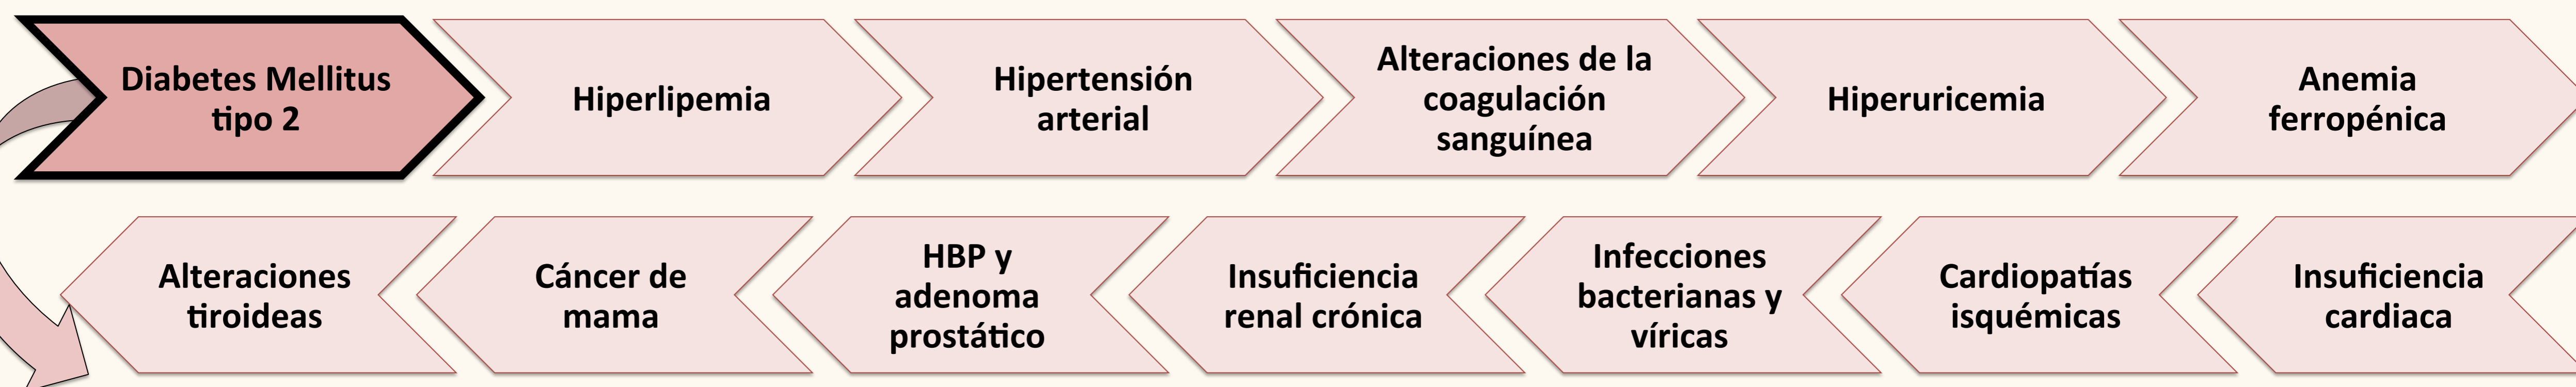 Diabetes Mellitus
tipo 2
Hiperlipemia
Hipertensión
arterial
Alteraciones de la
coagulación
sanguínea
Hiperuricemia
Anemia
ferropénica
Alteraciones
tiroideas
Cáncer de
mama
HBP y
adenoma
prostático
Insuficiencia
renal crónica
Infecciones
bacterianas y
víricas
Cardiopatías
isquémicas
Insuficiencia
cardiaca